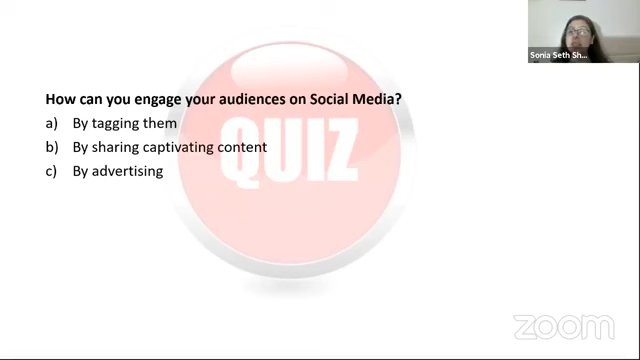 Sonia Seth Sh...
How can you engage your audiences on Social Media?
a) By tagging them
b) By sharing captivating content
c) By advertising
QUIZ
zoom